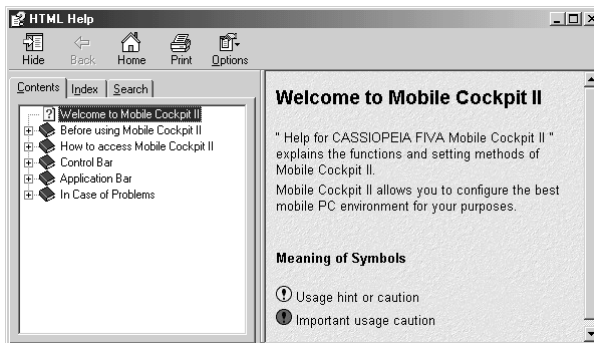 HTML Help
Hide Back Home Print Options
Contents Index Search
Welcome to Mobile Cockpit II
Before using Mobile Cockpit II
How to access Mobile Cockpit II
Control Bar
Application Bar
In Case of Problems
Welcome to Mobile Cockpit II
" Help for CASSIOPEIA FIVA Mobile Cockpit II "
explains the functions and setting methods of
Mobile Cockpit II.
Mobile Cockpit II allows you to configure the best
mobile PC environment for your purposes.
Meaning of Symbols
Usage hint or caution
Important usage caution